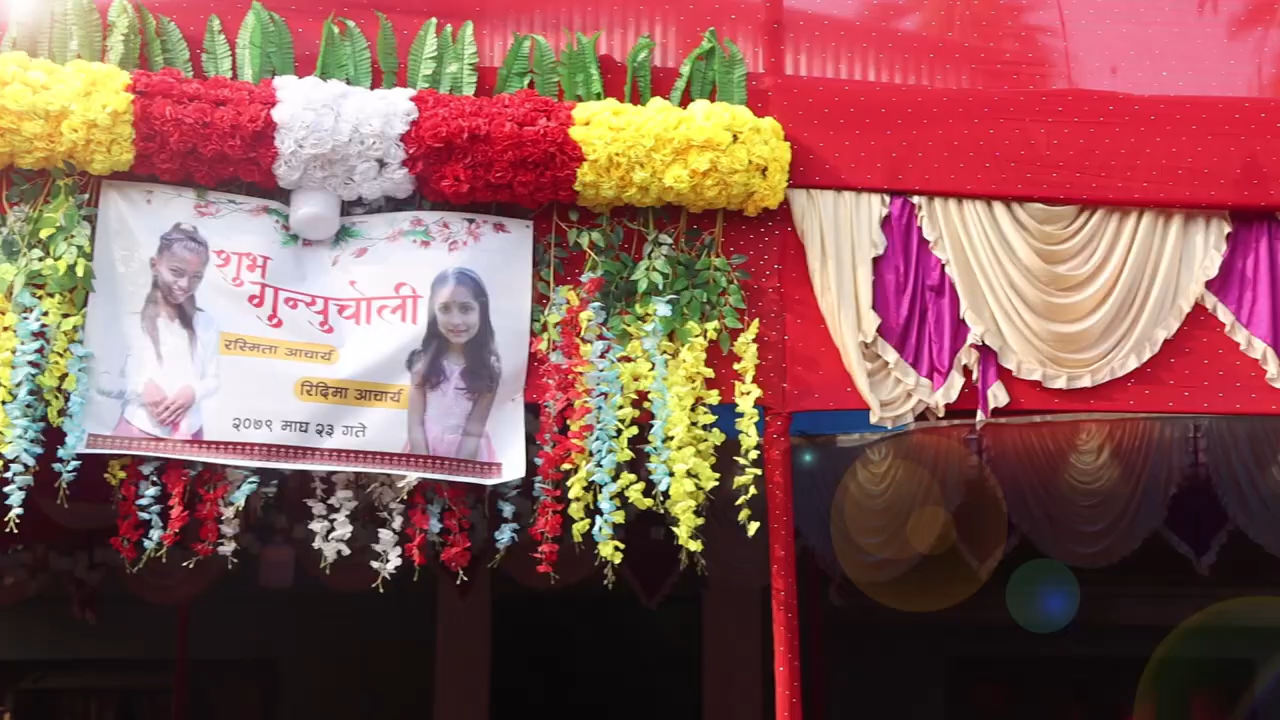 शुभ
गुन्युचोली
रस्मिता आचार्य
रिदिमा आचार्य
२०७९ माघ २३ गते